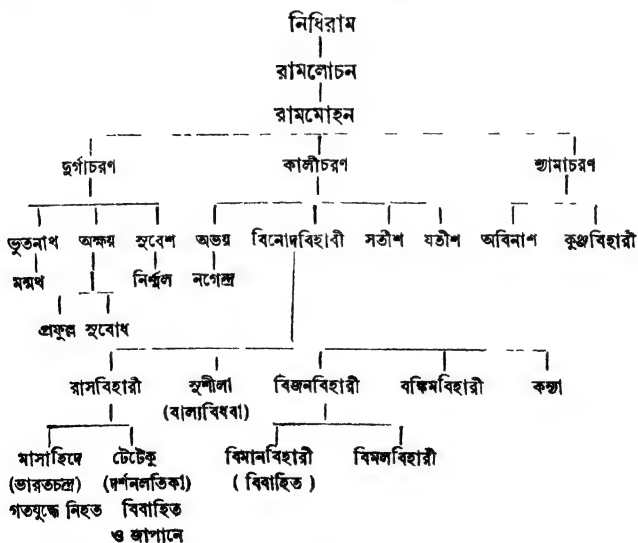 নিধিরাম
রামলোচন
রামমোহন
দুর্গাচরণ কালীচরণ শ্যামাচরণ
ভূতনাথ অক্ষয় সুবেশ অভয় বিনোদবিহাবী সতীশ যতীশ অবিনাশ কুঞ্জবিহারী
মন্মথ নির্ম্মল নগেন্দ্র
প্রফুল্ল সুবোধ
রাসবিহারী সুশীলা বিজনবিহারী বঙ্কিমবিহারী কন্যা
(বাল্যবিধবা)
মাসাহিদে টেটেকু বিমানবিহারী বিমলবিহারী
(ভারতচন্দ্র) (দর্শনলতিকা) ( বিবাহিত )
গতযুদ্ধে নিহত বিবাহিত
ও জাপানে